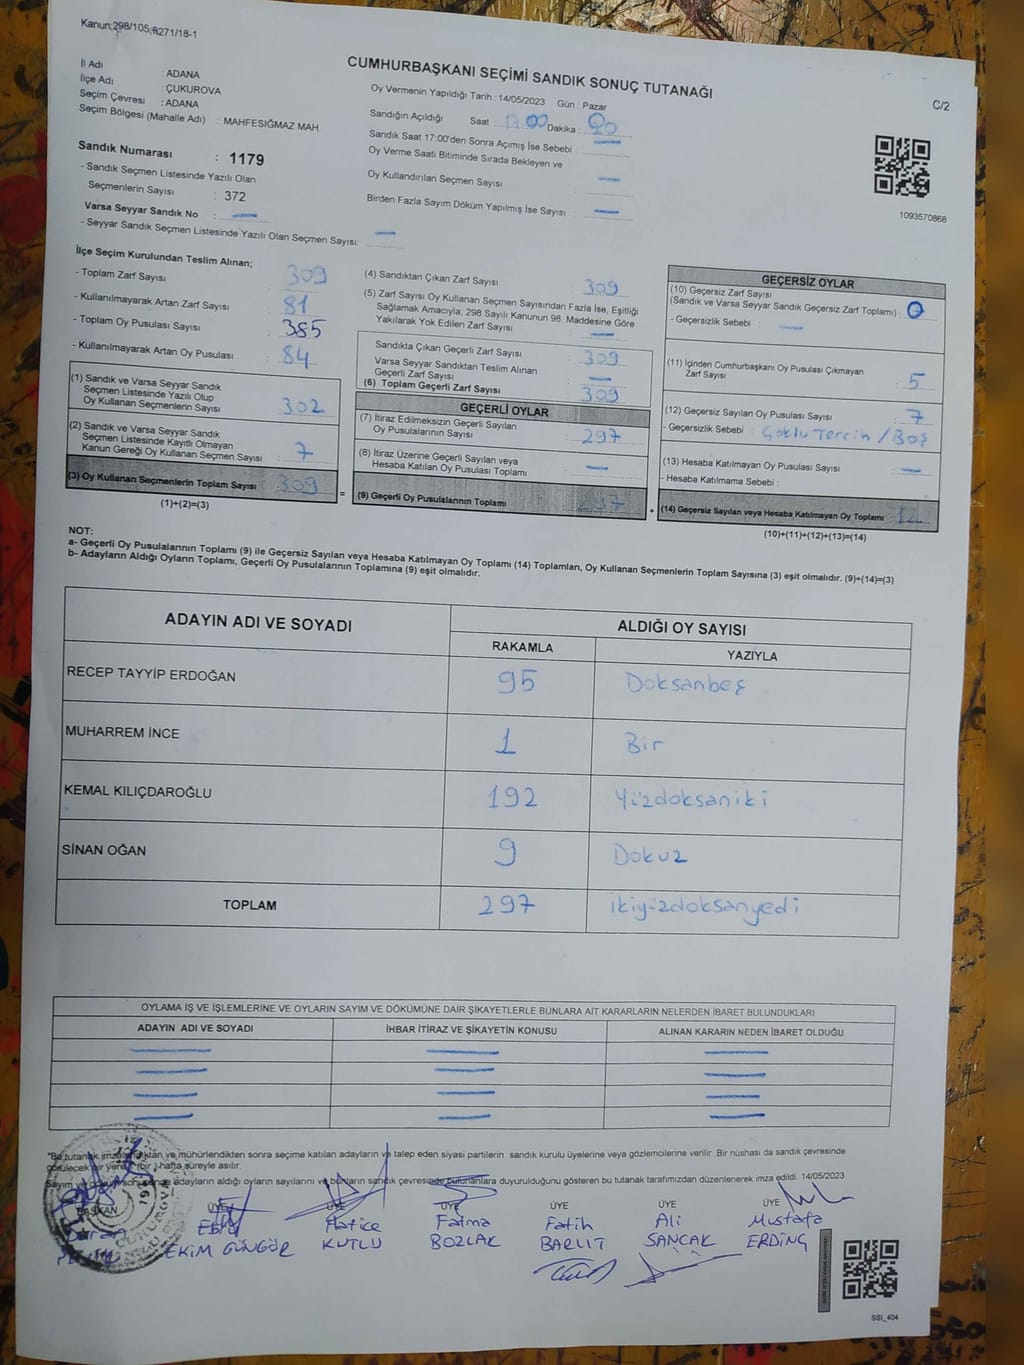 Kanun;298/105,6271/18-1
CUMHURBAŞKANI SEÇİMİ SANDIK SONUÇ TUTANAĞI
C/2
İl Adı : ADANA
İlçe Adı : ÇUKUROVA
Seçim Çevresi : ADANA
Seçim Bölgesi (Mahalle Adı) : MAHFESIĞMAZ MAH.
Oy Vermenin Yapıldığı Tarih : 14/05/2023 Gün : Pazar
Sandığın Açıldığı Saat : 17.00 Dakika :
Sandık Saat 17:00'den Sonra Açımış İse Sebebi :
Oy Verme Saati Bitiminde Sırada Bekleyen ve
Oy Kullandırılan Seçmen Sayısı :
Birden Fazla Sayım Döküm Yapılmış İse Sayısı :
1093570868
Sandık Numarası : 1179
- Sandık Seçmen Listesinde Yazılı Olan
Seçmenlerin Sayısı : 372
Varsa Seyyar Sandık No :
- Seyyar Sandık Seçmen Listesinde Yazılı Olan Seçmen Sayısı:
İlçe Seçim Kurulundan Teslim Alınan;
- Toplam Zarf Sayısı : 309
- Kullanılmayarak Artan Zarf Sayısı : 81
- Toplam Oy Pusulası Sayısı : 385
- Kullanılmayarak Artan Oy Pusulası : 84
(1) Sandık ve Varsa Seyyar Sandık
Seçmen Listesinde Yazılı Olup
Oy Kullanan Seçmenlerin Sayısı : 302
(2) Sandık ve Varsa Seyyar Sandık
Seçmen Listesinde Kayıtlı Olmayan
Kanun Gereği Oy Kullanan Seçmen Sayısı : 7
(3) Oy Kullanan Seçmenlerin Toplam Sayısı : 309
(1)+(2)=(3)
(4) Sandıktan Çıkan Zarf Sayısı : 309
(5) Zarf Sayısı Oy Kullanan Seçmen Sayısından Fazla İse, Eşitliği
Sağlamak Amacıyla, 298 Sayılı Kanunun 98. Maddesine Göre
Yakılarak Yok Edilen Zarf Sayısı :
Sandıkta Çıkan Geçerli Zarf Sayısı : 309
Varsa Seyyar Sandıktan Teslim Alınan
Geçerli Zarf Sayısı :
(6) Toplam Geçerli Zarf Sayısı : 309
GEÇERLİ OYLAR
(7) İtiraz Edilmeksizin Geçerli Sayılan
Oy Pusulalarının Sayısı : 297
(8) İtiraz Üzerine Geçerli Sayılan veya
Hesaba Katılan Oy Pusulası Toplamı :
= (9) Geçerli Oy Pusulalarının Toplamı :
GEÇERSİZ OYLAR
(10) Geçersiz Zarf Sayısı
(Sandık ve Varsa Seyyar Sandık Geçersiz Zarf Toplamı) : 0
- Geçersizlik Sebebi :
(11) İçinden Cumhurbaşkanı Oy Pusulası Çıkmayan
Zarf Sayısı : 5
(12) Geçersiz Sayılan Oy Pusulası Sayısı : 7
- Geçersizlik Sebebi : Çoklu Tercih / Boş
(13) Hesaba Katılmayan Oy Pusulası Sayısı :
- Hesaba Katılmama Sebebi :
+ (14) Geçersiz Sayılan veya Hesaba Katılmayan Oy Toplamı : 12
(10)+(11)+(12)+(13)=(14)
NOT:
a- Geçerli Oy Pusulalarının Toplamı (9) ile Geçersiz Sayılan veya Hesaba Katılmayan Oy Toplamı (14) Toplamları, Oy Kullanan Seçmenlerin Toplam Sayısına (3) eşit olmalıdır. (9)+(14)=(3)
b- Adayların Aldığı Oyların Toplamı, Geçerli Oy Pusulalarının Toplamına (9) eşit olmalıdır.
ADAYIN ADI VE SOYADI
ALDIĞI OY SAYISI
RAKAMLA YAZIYLA
RECEP TAYYİP ERDOĞAN 95 Doksanbeş
MUHARREM İNCE 1 Bir
KEMAL KILIÇDAROĞLU 192 Yüzdoksaniki
SİNAN OĞAN 9 Dokuz
TOPLAM 297 ikiyüzdoksanyedi
OYLAMA İŞ VE İŞLEMLERİNE VE OYLARIN SAYIM VE DÖKÜMÜNE DAİR ŞİKAYETLERLE BUNLARA AİT KARARLARIN NELERDEN İBARET BULUNDUKLARI
ADAYIN ADI VE SOYADI İHBAR İTİRAZ VE ŞİKAYETİN KONUSU ALINAN KARARIN NEDEN İBARET OLDUĞU
"Bu tutanak ve mühürlendikten sonra seçime katılan adayların ve talep eden siyasi partilerin sandık kurulu üyelerine veya gözlemcilerine verilir. Bir nüshası da sandık çevresinde
görülecek bir yere (bir) hafta süreyle asılır.
Sayım ve adayların aldığı oyların sayılarını ve bunların sandık çevresinde bulunanlara duyurulduğunu gösteren bu tutanak tarafımızdan düzenlenerek imza edildi. 14/05/2023
BAŞKAN ÜYE ÜYE ÜYE ÜYE ÜYE ÜYE
Ebru Hatice Fatma Fatih Ali Mustafa
EKİM GÜNGÖR KUTLU BOZLAK BARLIT SANCAK ERDİNÇ
SSI_404